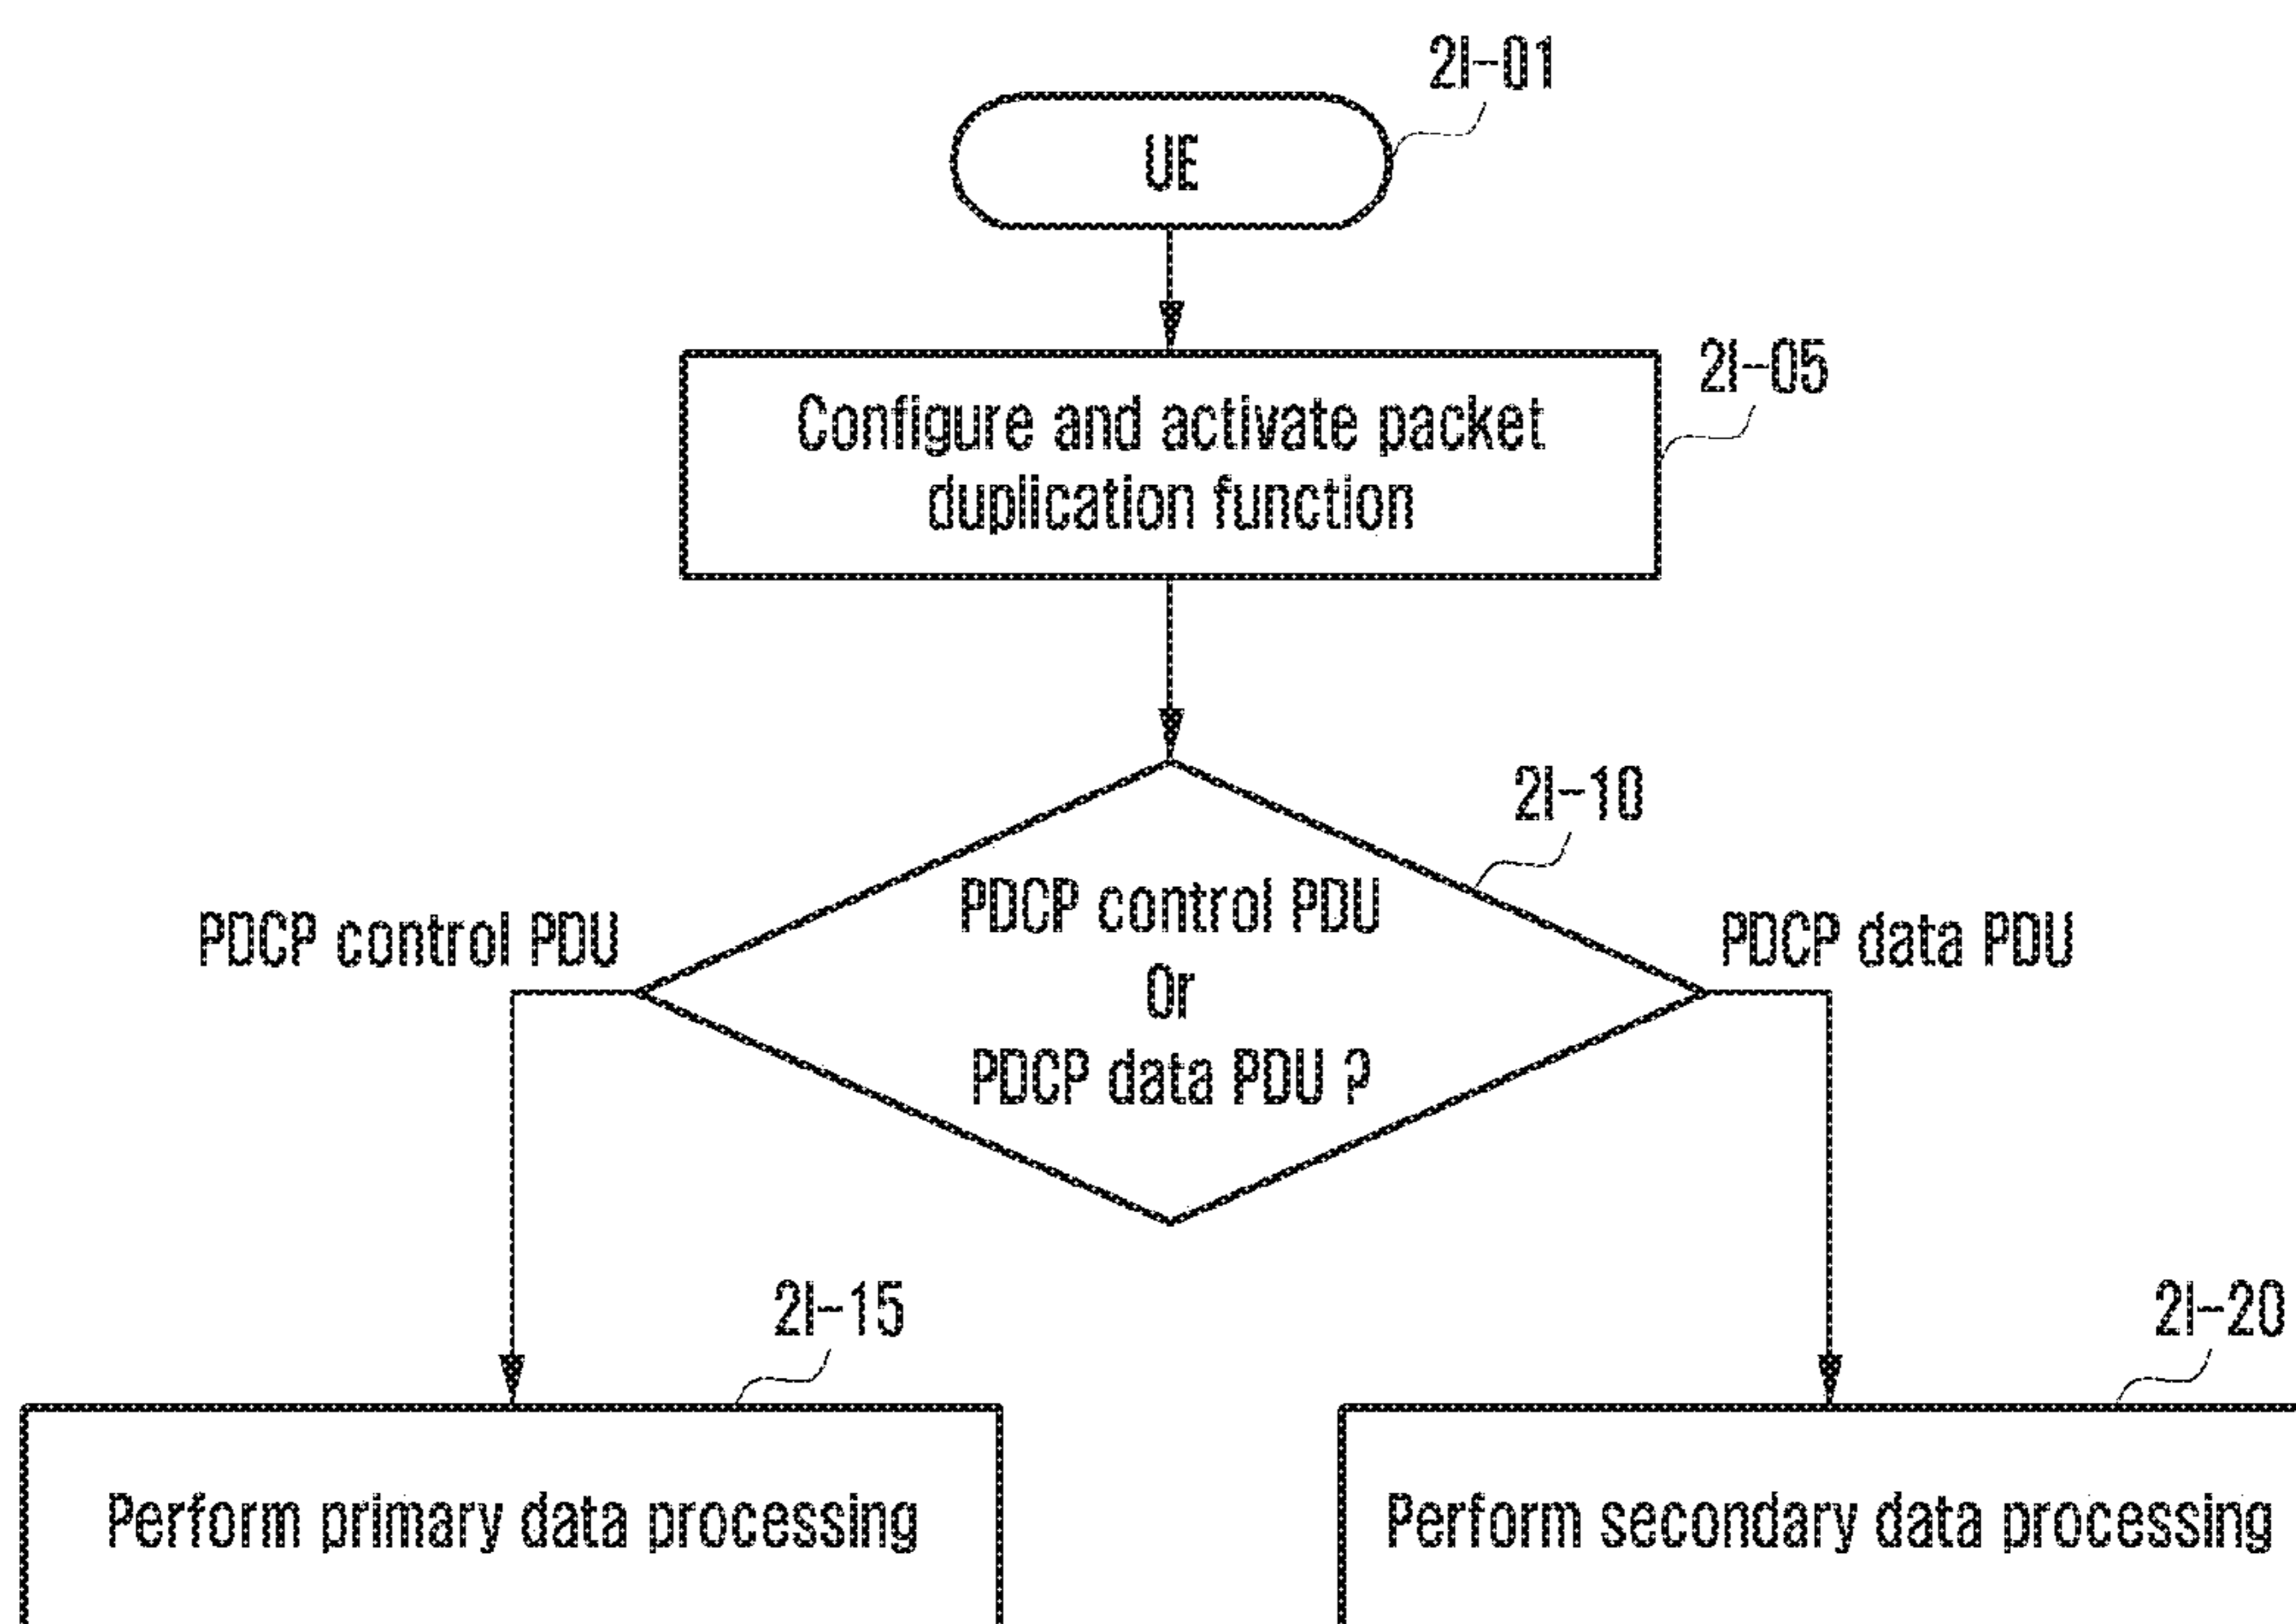 2I-01
UE
2I-05
Configure and activate packet
duplication function
2I-10
PDCP control PDU
Or
PDCP data PDU ?
PDCP control PDU
PDCP data PDU
2I-15
2I-20
Perform primary data processing
Perform secondary data processing